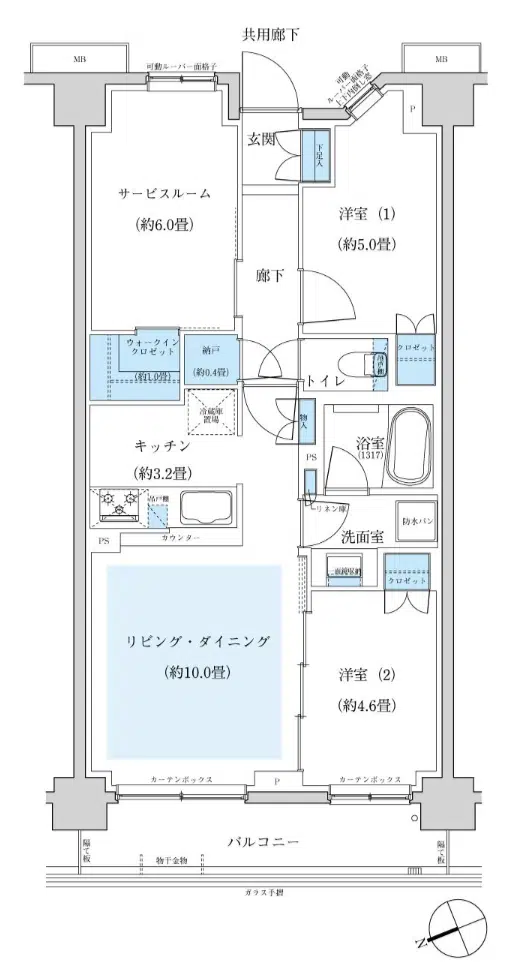 共用廊下
MB
可動ルーバー面格子
可動
ルーバー面格子
上下内倒し窓
MB
P
玄関
下足入
サービスルーム
(約6.0畳)
洋室 (1)
(約5.0畳)
廊下
ウォークイン
クロゼット
(約1.0畳)
納戸
(約0.4畳)
トイレ
吊戸棚
クロゼット
冷蔵庫
置場
物入
キッチン
(約3.2畳)
浴室
(1317)
PS
吊戸棚
リネン庫
カウンター
PS
洗面室
防水パン
クロゼット
リビング・ダイニング
(約10.0畳)
洋室 (2)
(約4.6畳)
カーテンボックス
P
カーテンボックス
隔て板
バルコニー
隔て板
物干金物
ガラス手摺
N